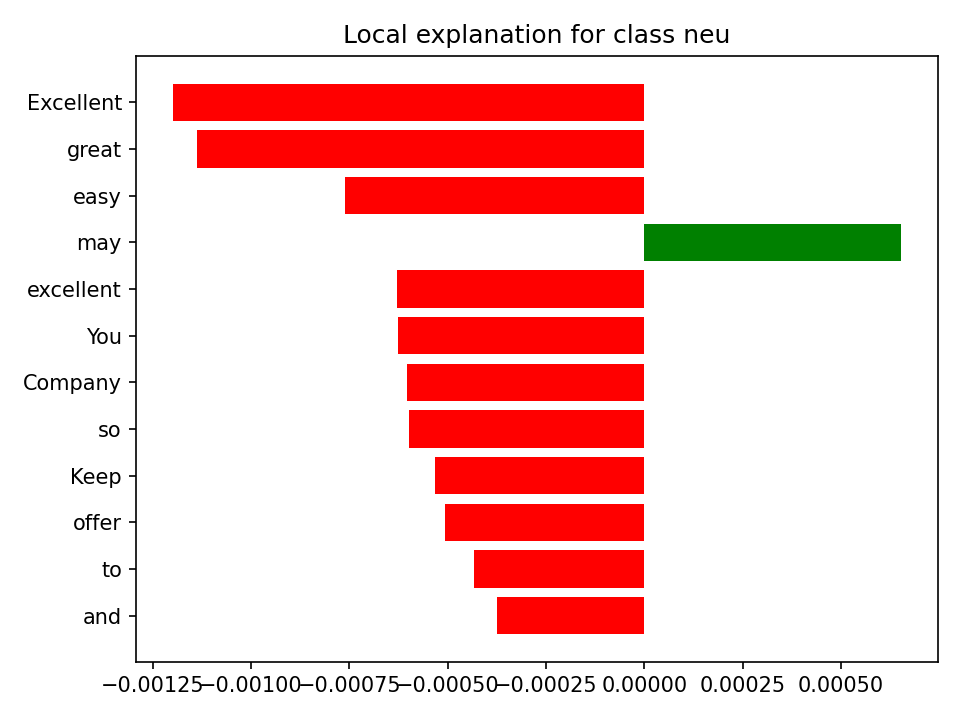 Local explanation for class neu
Excellent
great
easy
may
excellent
You
Company
so
Keep
offer
to
and
−0.00125 −0.00100 −0.00075 −0.00050 −0.00025 0.00000 0.00025 0.00050